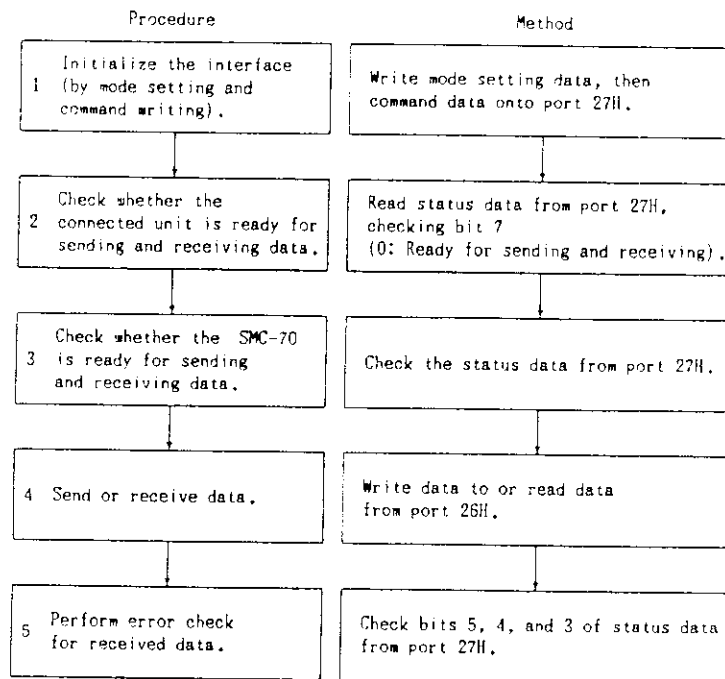 Procedure
Method
1 Initialize the interface
(by mode setting and
command writing).
Write mode setting data, then
command data onto port 27H.
2 Check whether the
connected unit is ready for
sending and receiving data.
Read status data from port 27H,
checking bit 7
(0: Ready for sending and receiving).
3 Check whether the SMC-70
is ready for sending
and receiving data.
Check the status data from port 27H.
4 Send or receive data.
Write data to or read data
from port 26H.
5 Perform error check
for received data.
Check bits 5, 4, and 3 of status data
from port 27H.